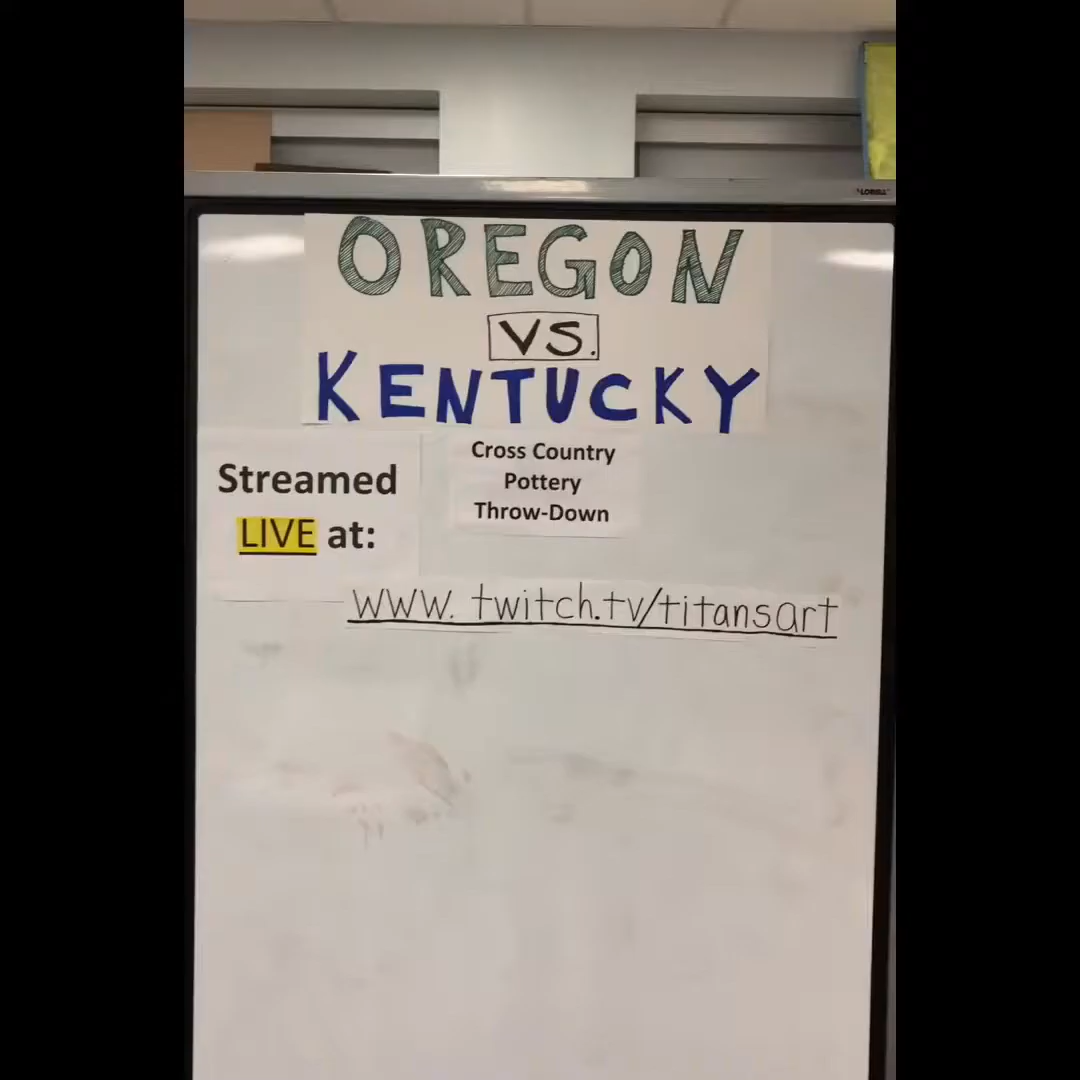 OREGON
VS.
KENTUCKY
Cross Country
Pottery
Throw-Down
Streamed
LIVE at:
www.twitch.tv/titansart